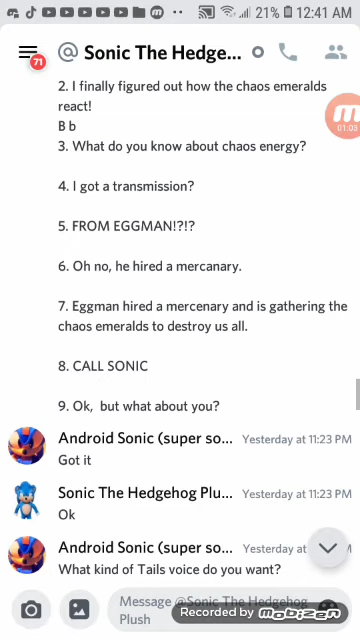 21% 12:41 AM
71
@ Sonic The Hedge...
01:03
2. I finally figured out how the chaos emeralds
react!
B b
3. What do you know about chaos energy?
4. I got a transmission?
5. FROM EGGMAN!?!?
6. Oh no, he hired a mercanary.
7. Eggman hired a mercenary and is gathering the
chaos emeralds to destroy us all.
8. CALL SONIC
9. Ok, but what about you?
Android Sonic (super so... Yesterday at 11:23 PM
Got it
Sonic The Hedgehog Plu... Yesterday at 11:23 PM
Ok
Android Sonic (super so... Yesterday at PM
What kind of Tails voice do you want?
Message @Sonic The Hedgehog
Plush
Recorded by mobizen